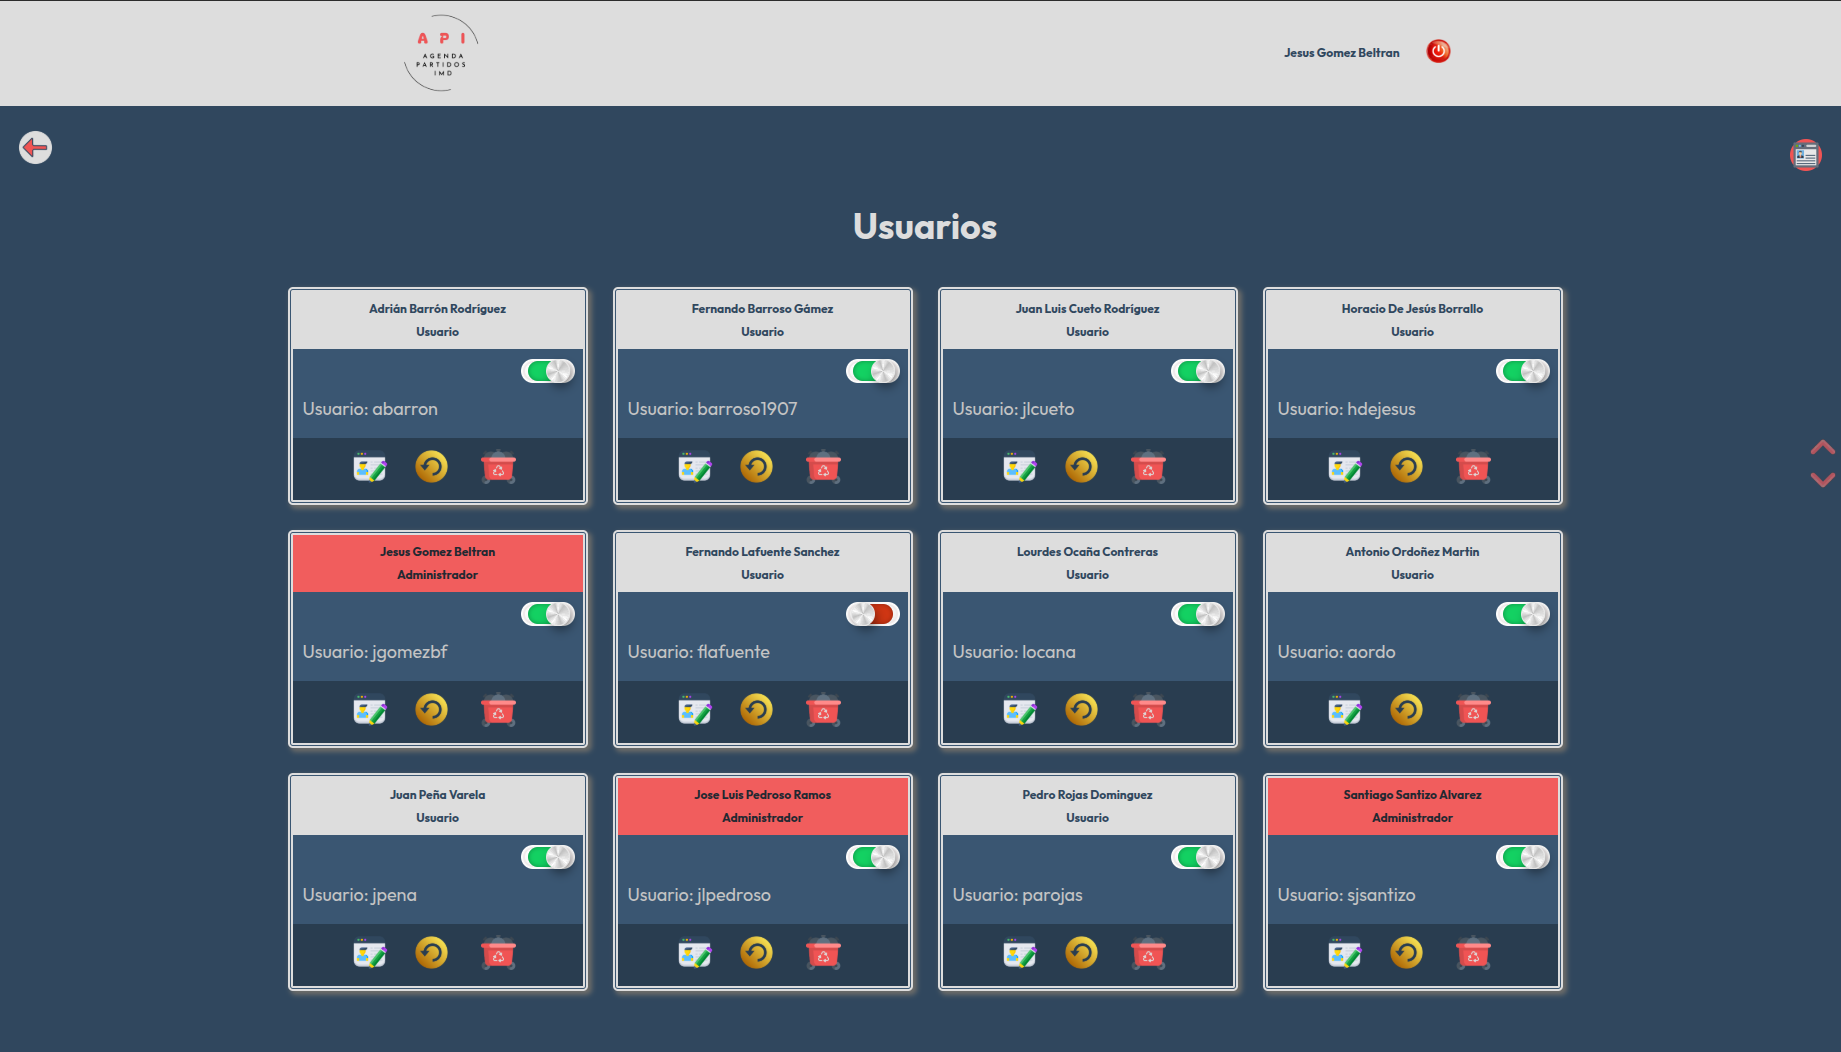 API
AGENDA
PARTIDOS
IMD
Jesus Gomez Beltran
Usuarios
Adrián Barrón Rodríguez
Usuario
Usuario: abarron
Fernando Barroso Gámez
Usuario
Usuario: barroso1907
Juan Luis Cueto Rodríguez
Usuario
Usuario: jlcueto
Horacio De Jesús Borrallo
Usuario
Usuario: hdejesus
Jesus Gomez Beltran
Administrador
Usuario: jgomezbf
Fernando Lafuente Sanchez
Usuario
Usuario: flafuente
Lourdes Ocaña Contreras
Usuario
Usuario: locana
Antonio Ordoñez Martin
Usuario
Usuario: aordo
Juan Peña Varela
Usuario
Usuario: jpena
Jose Luis Pedroso Ramos
Administrador
Usuario: jlpedroso
Pedro Rojas Dominguez
Usuario
Usuario: parojas
Santiago Santizo Alvarez
Administrador
Usuario: sjsantizo